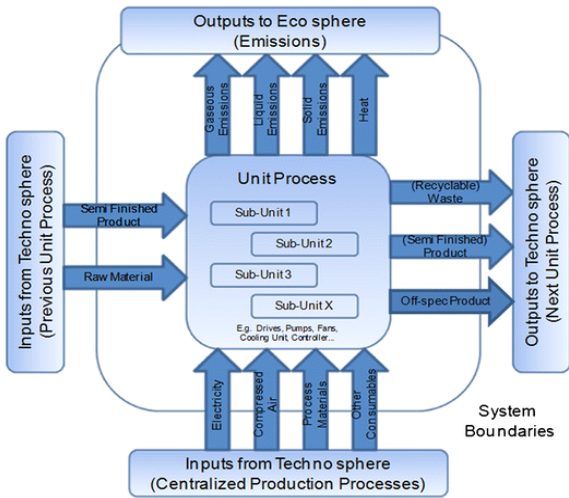 Outputs to Eco sphere
(Emissions)
Gaseous
Emissions
Liquid
Emissions
Solid
Emissions
Heat
Inputs from Techno sphere
(Previous Unit Process)
Semi Finished
Product
Raw Material
Unit Process
Sub-Unit 1
Sub-Unit 2
Sub-Unit 3
Sub-Unit X
E.g. Drives, Pumps, Fans,
Cooling Unit, Controller...
(Recyclable)
Waste
(Semi Finished)
Product
Off-spec Product
Outputs to Techno sphere
(Next Unit Process)
Electricity
Compressed
Air
Process
Materials
Other
Consumables
System
Boundaries
Inputs from Techno sphere
(Centralized Production Processes)